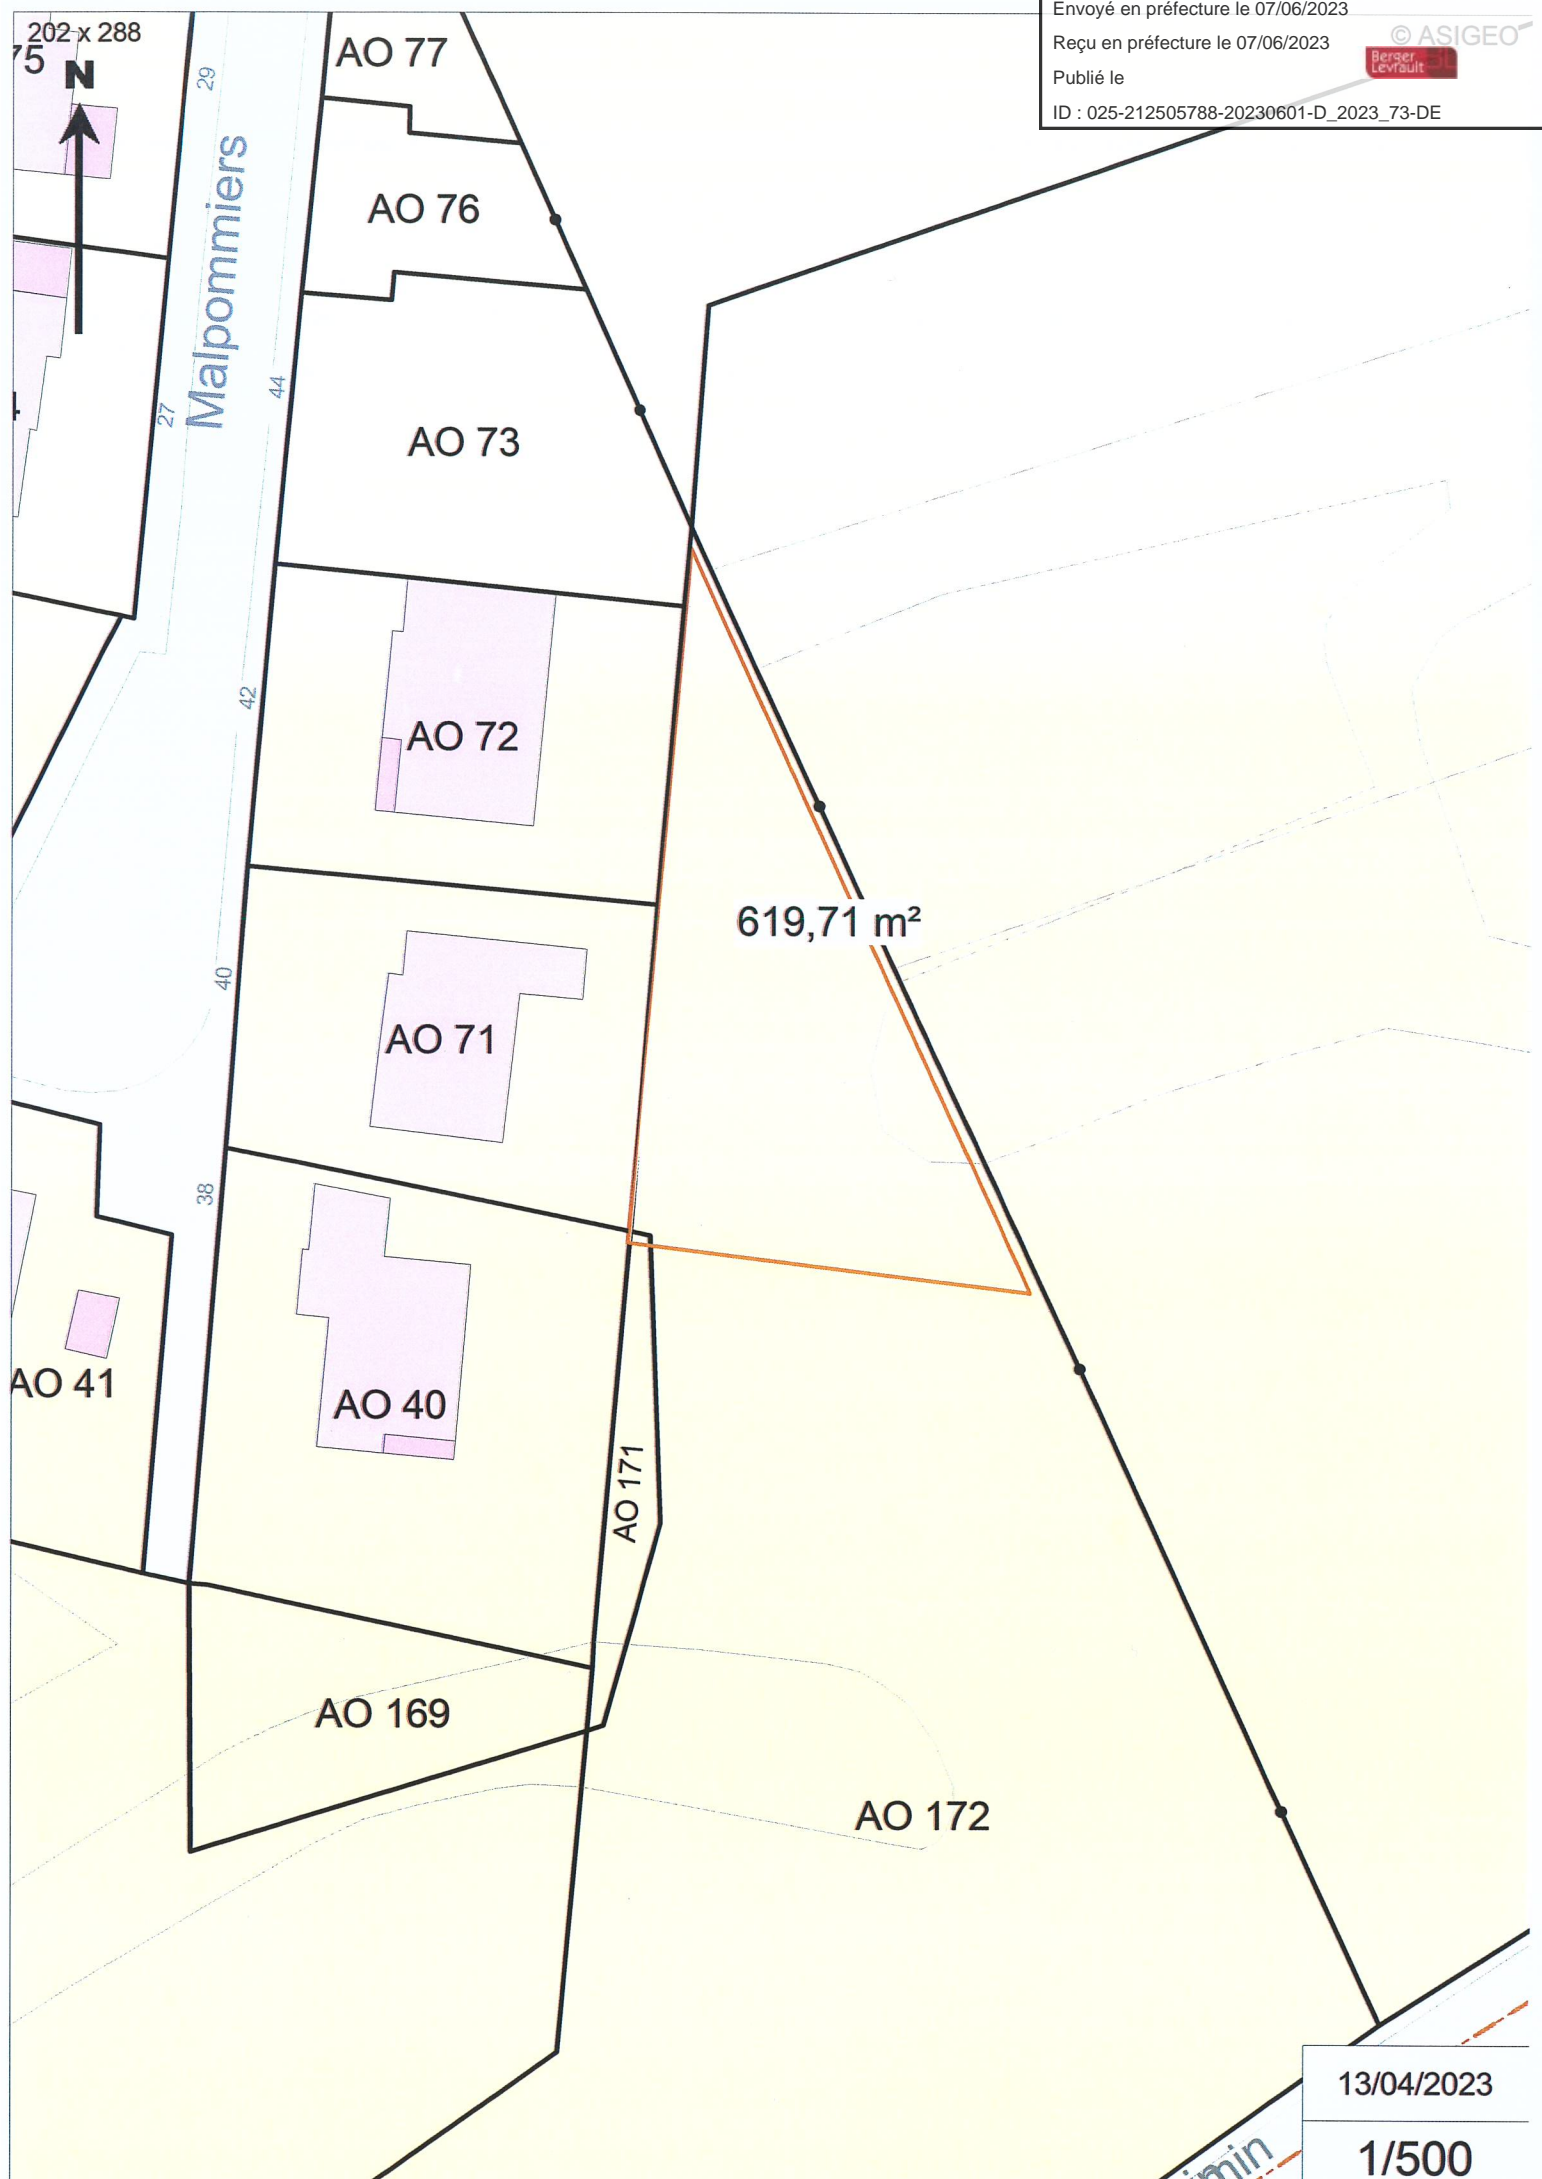 Envoyé en préfecture le 07/06/2023
Reçu en préfecture le 07/06/2023
Publié le
ID : 025-212505788-20230601-D_2023_73-DE
Berger
Levrault
© ASIGEO
202 x 288
75
N
AO 77
29
Malpommiers
AO 76
27
44
AO 73
42
AO 72
619,71 m²
40
AO 71
38
AO 41
AO 40
AO 171
AO 169
AO 172
13/04/2023
1/500